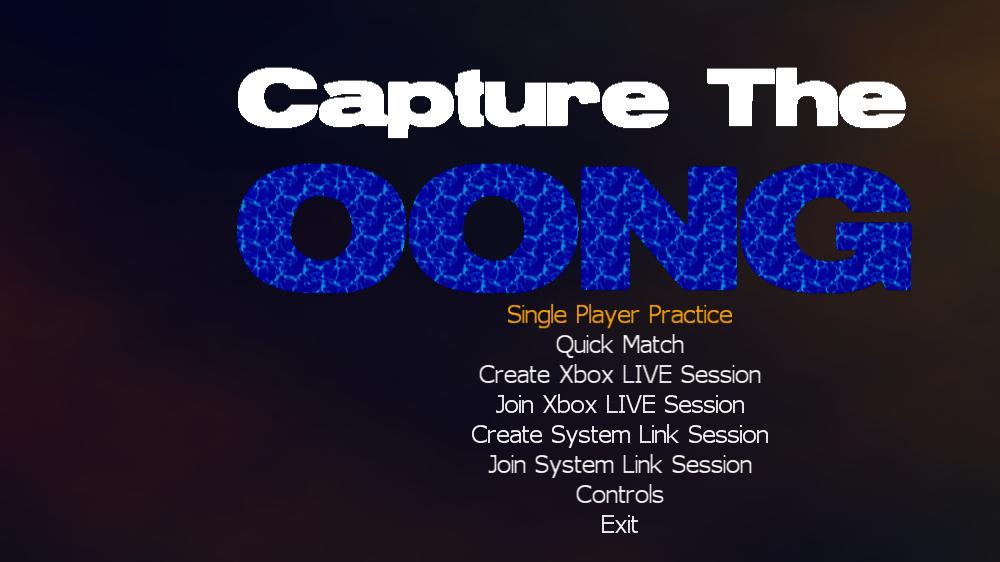 Capture The
OONG
Single Player Practice
Quick Match
Create Xbox LIVE Session
Join Xbox LIVE Session
Create System Link Session
Join System Link Session
Controls
Exit